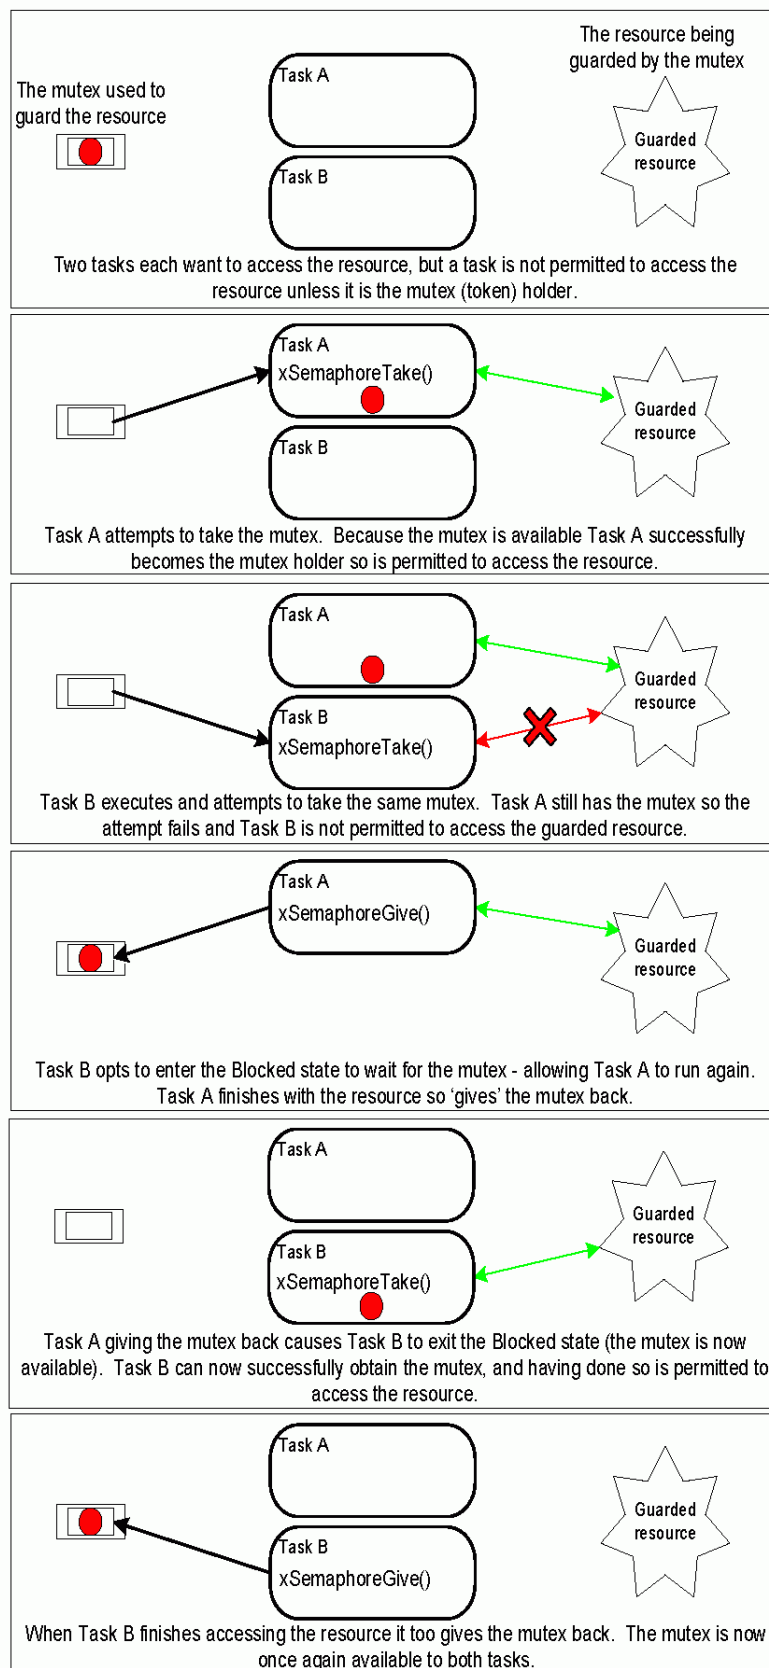 The mutex used to
guard the resource
Task A
Task B
The resource being
guarded by the mutex
Guarded
resource
Two tasks each want to access the resource, but a task is not permitted to access the
resource unless it is the mutex (token) holder.
Task A
xSemaphoreTake()
Task B
Guarded
resource
Task A attempts to take the mutex.  Because the mutex is available Task A successfully
becomes the mutex holder so is permitted to access the resource.
Task A
Task B
xSemaphoreTake()
Guarded
resource
Task B executes and attempts to take the same mutex.  Task A still has the mutex so the
attempt fails and Task B is not permitted to access the guarded resource.
Task A
xSemaphoreGive()
Guarded
resource
Task B opts to enter the Blocked state to wait for the mutex - allowing Task A to run again.
Task A finishes with the resource so ‘gives’ the mutex back.
Task A
Task B
xSemaphoreTake()
Guarded
resource
Task A giving the mutex back causes Task B to exit the Blocked state (the mutex is now
available).  Task B can now successfully obtain the mutex, and having done so is permitted to
access the resource.
Task A
Task B
xSemaphoreGive()
Guarded
resource
When Task B finishes accessing the resource it too gives the mutex back.  The mutex is now
once again available to both tasks.